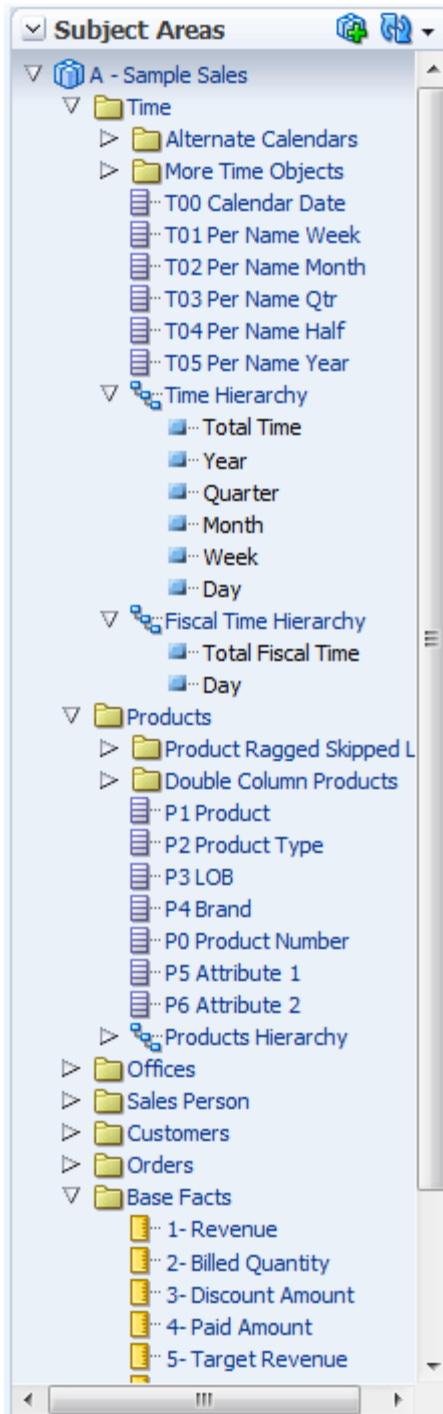 Subject Areas
A - Sample Sales
Time
Alternate Calendars
More Time Objects
T00 Calendar Date
T01 Per Name Week
T02 Per Name Month
T03 Per Name Qtr
T04 Per Name Half
T05 Per Name Year
Time Hierarchy
Total Time
Year
Quarter
Month
Week
Day
Fiscal Time Hierarchy
Total Fiscal Time
Day
Products
Product Ragged Skipped L
Double Column Products
P1 Product
P2 Product Type
P3 LOB
P4 Brand
P0 Product Number
P5 Attribute 1
P6 Attribute 2
Products Hierarchy
Offices
Sales Person
Customers
Orders
Base Facts
1- Revenue
2- Billed Quantity
3- Discount Amount
4- Paid Amount
5- Target Revenue